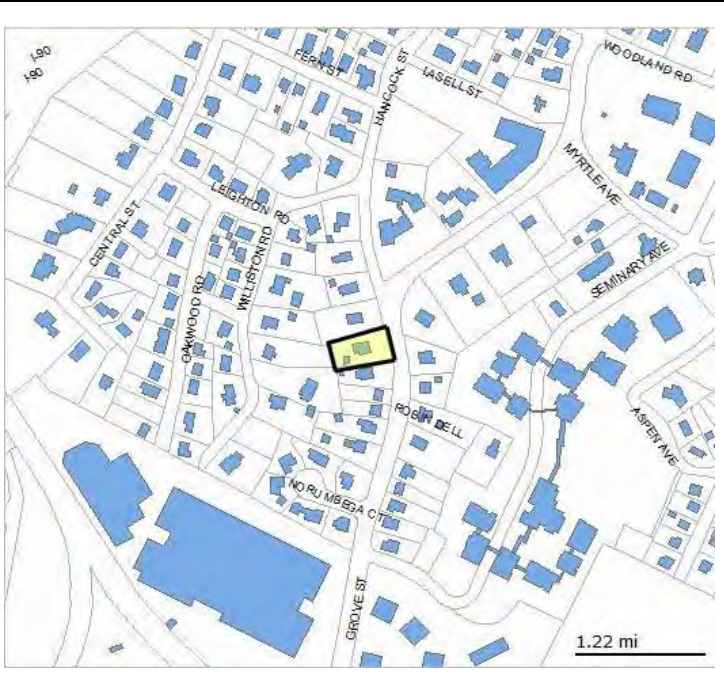 I-90
I-90
FERN ST
HANCOCK ST
LASELL ST
WOODLAND RD
MYRTLE AVE
LEIGHTON RD
CENTRAL ST
WILLISTON RD
OAKWOOD RD
SEMINARY AVE
ROBIN DELL
ASPEN AVE
NORUMBEGA CT
GROVE ST
1.22 mi